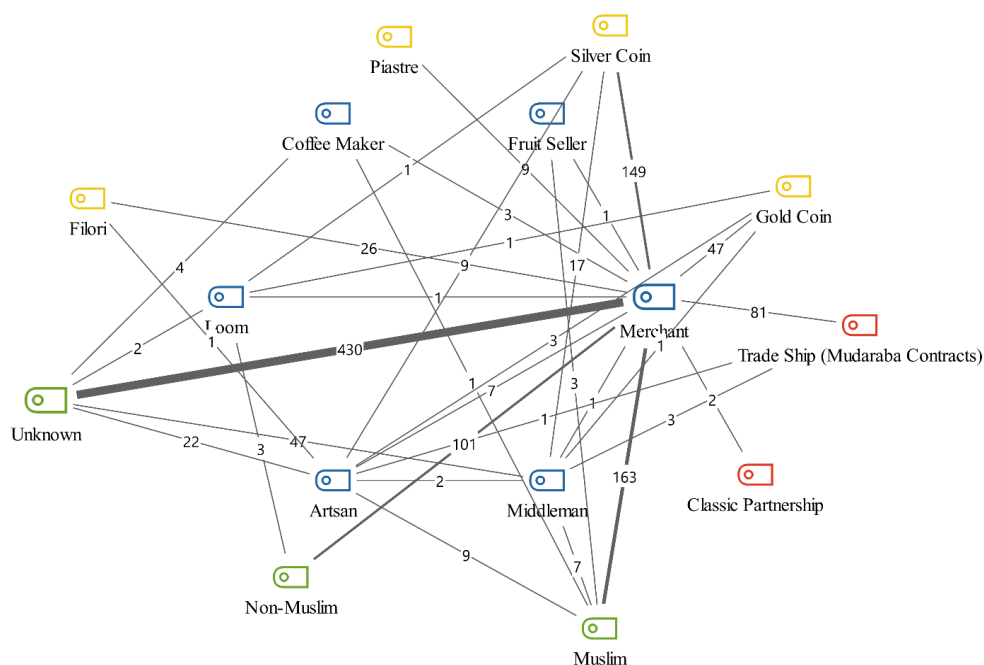 Silver Coin
Piastre
Coffee Maker
Fruit Seller
1
9
149
Gold Coin
Filori
3
1
26
1
47
4
9
17
Loom
1
Merchant
81
Trade Ship (Mudaraba Contracts)
2
430
1
3
1
Unknown
1
3
7
1
1
2
3
22
47
3
101
Artsan
2
Middleman
163
Classic Partnership
9
7
Non-Muslim
Muslim